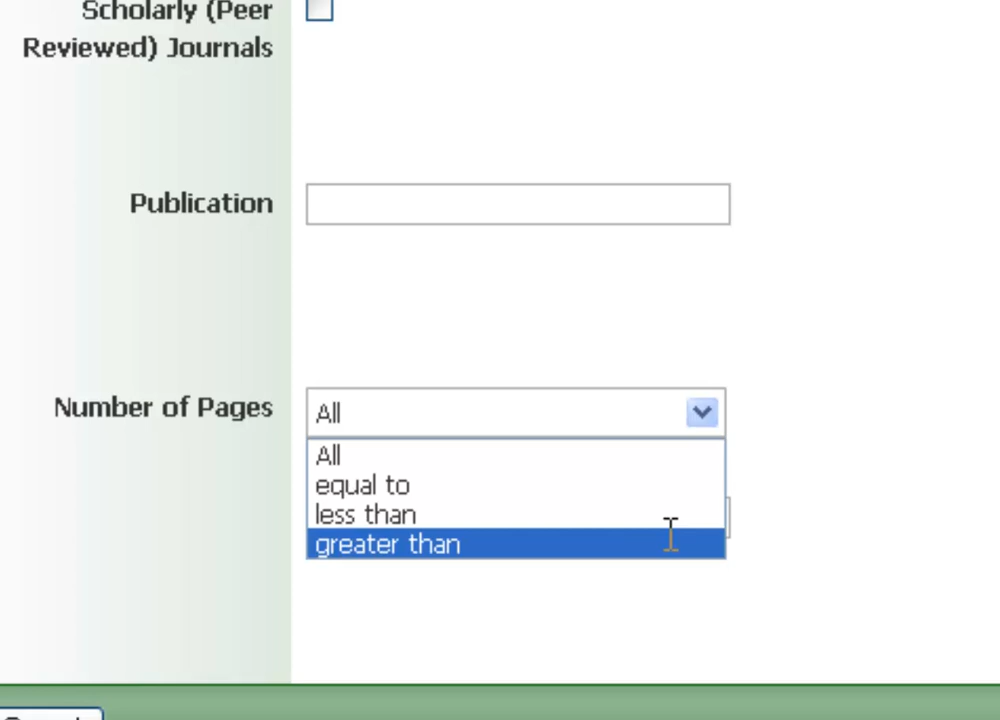 Scholarly (Peer
Reviewed) Journals
Publication
Number of Pages
All
All
equal to
less than
greater than